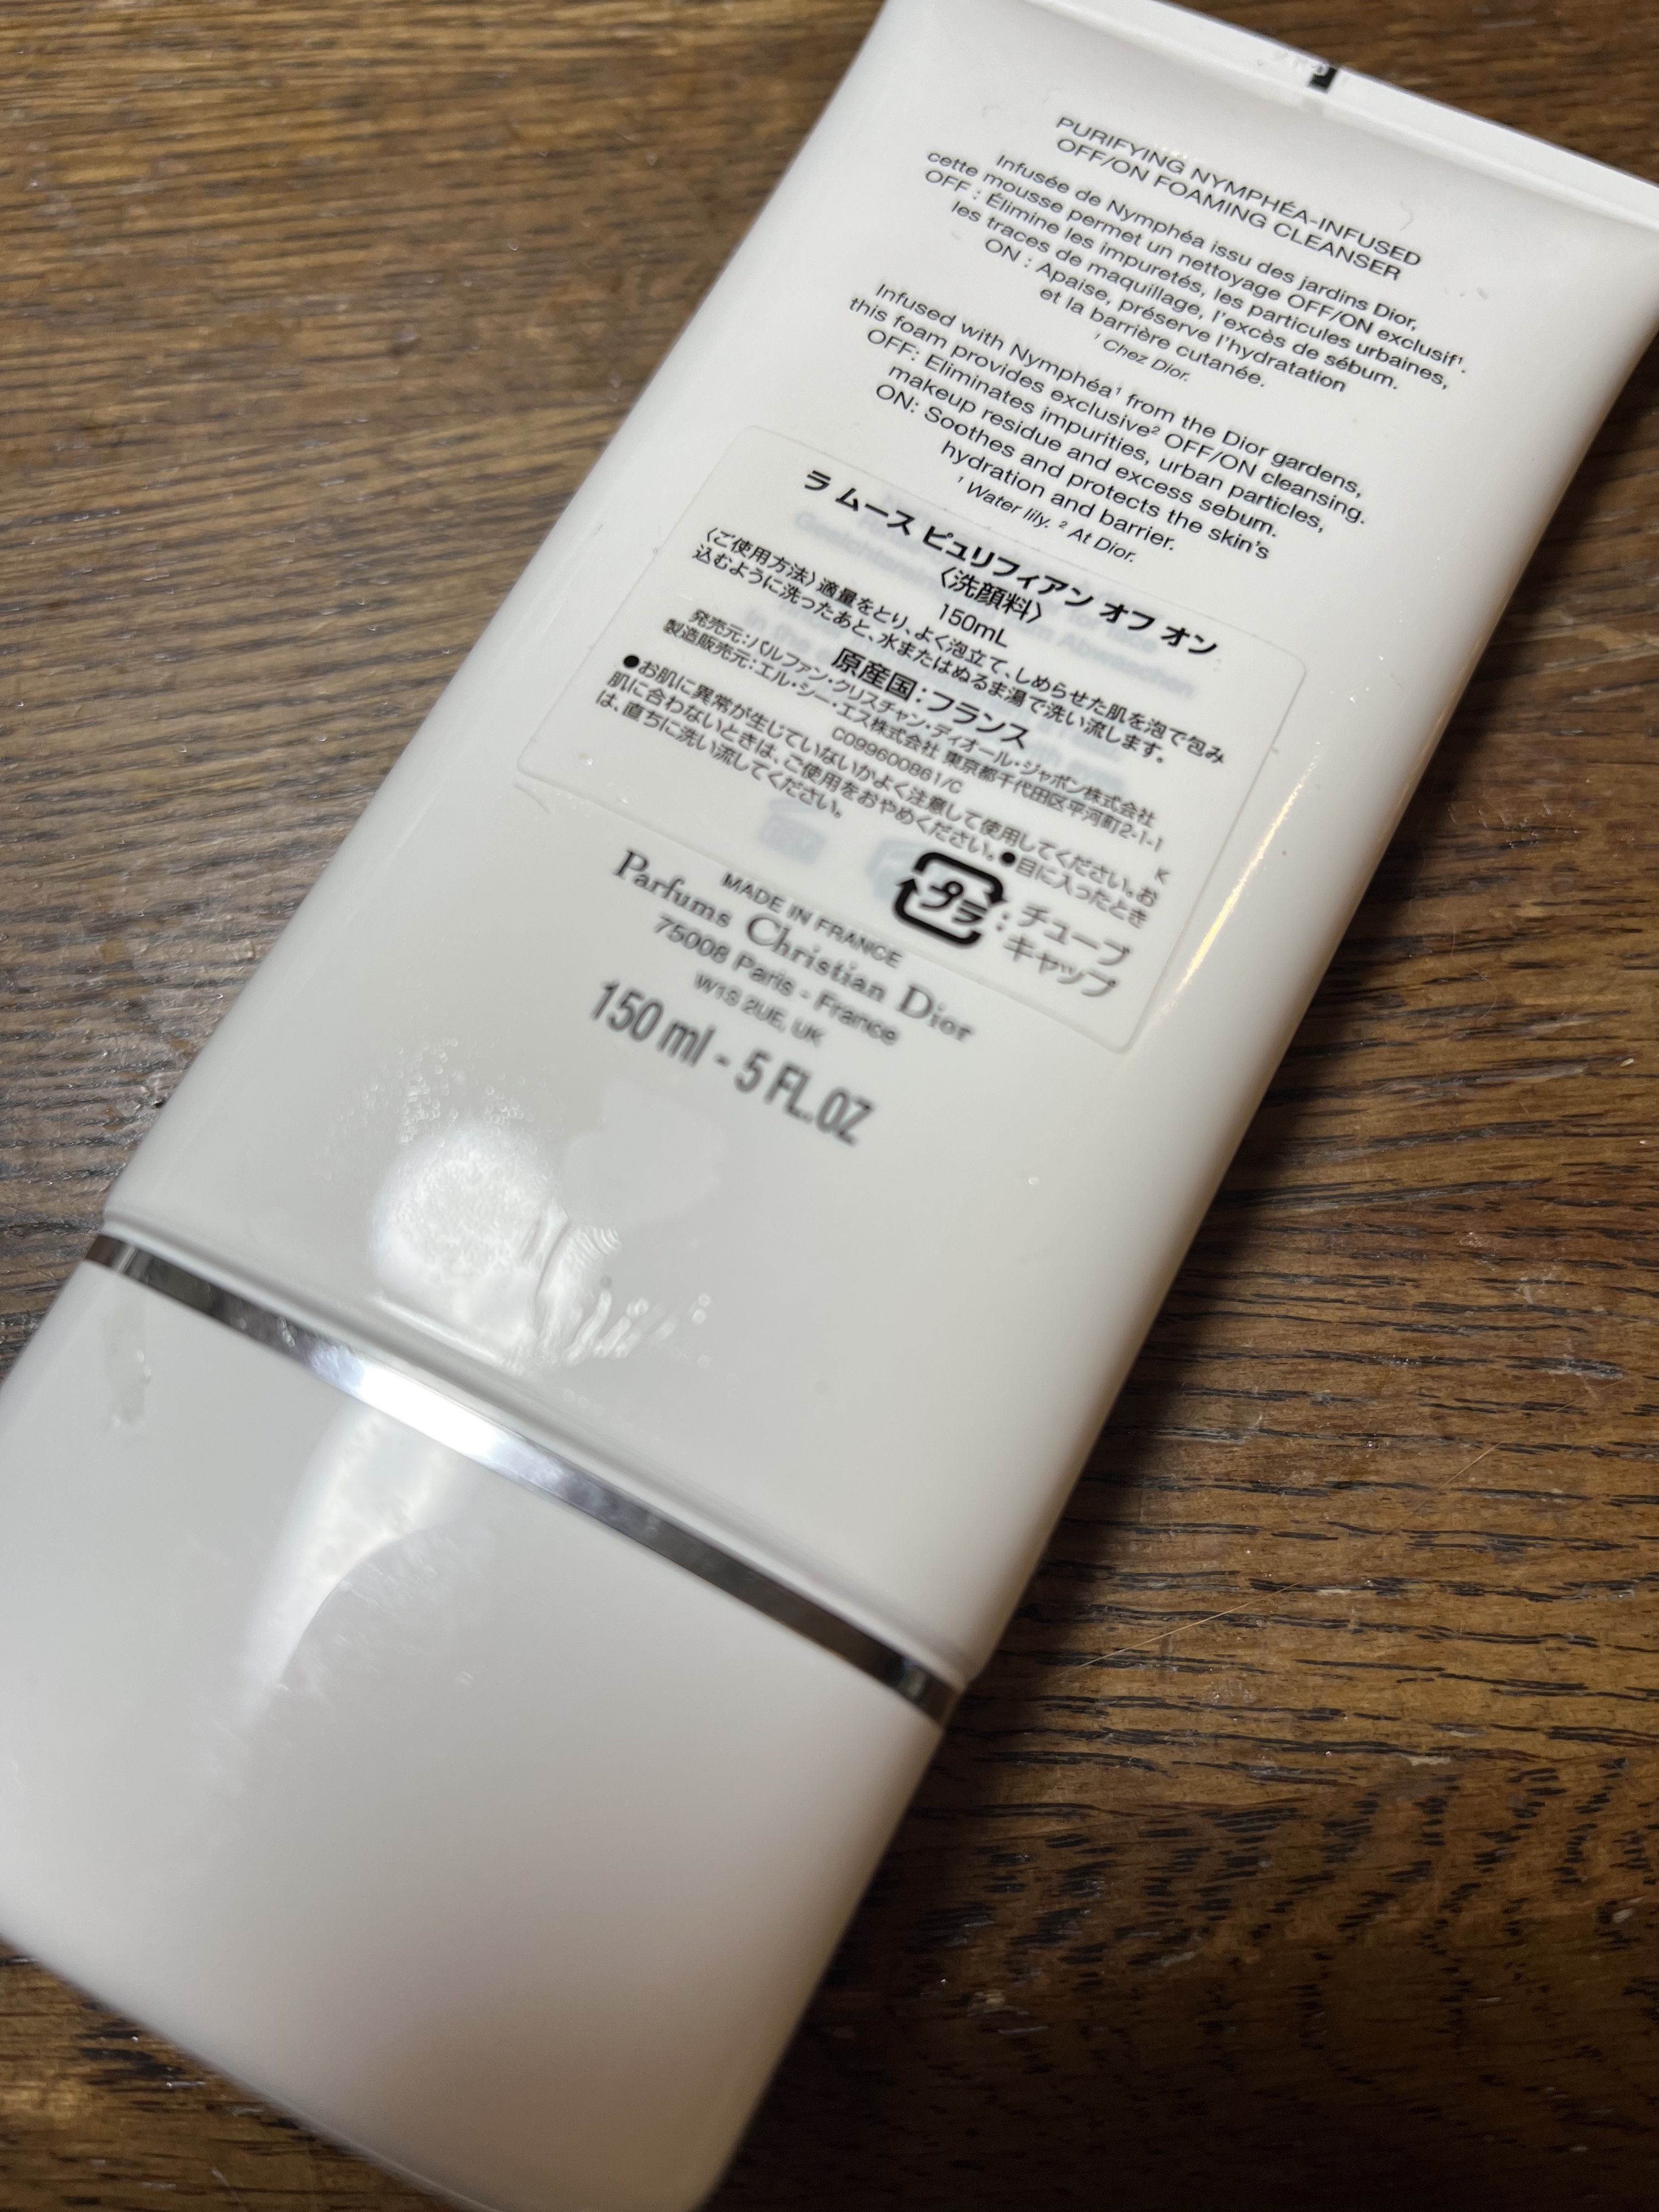 PURIFYING NYMPHÉA-INFUSED
OFF/ON FOAMING CLEANSER
Infusée de Nymphéa issu des jardins Dior,
cette mousse permet un nettoyage OFF/ON exclusif¹.
OFF : Élimine les impuretés, les particules urbaines,
les traces de maquillage, l'excès de sébum.
ON : Apaise, préserve l'hydratation
et la barrière cutanée.
¹ Chez Dior.
Infused with Nymphéa¹ from the Dior gardens,
this foam provides exclusive² OFF/ON cleansing.
OFF: Eliminates impurities, urban particles,
makeup residue and excess sebum.
ON: Soothes and protects the skin's
hydration and barrier.
¹ Water lily. ² At Dior.
ラ ムース ピュリフィアン オフ オン
〈洗顔料〉
150mL
〈ご使用方法〉適量をとり、よく泡立て、しめらせた肌を泡で包み
込むように洗ったあと、水またはぬるま湯で洗い流します。
原産国：フランス
発売元：パルファン・クリスチャン・ディオール・ジャポン株式会社
製造販売元：エル・シー・エス株式会社 東京都千代田区平河町2-1-1
C099600861/C K
●お肌に異常が生じていないかよく注意して使用してください。お
肌に合わないときは、ご使用をおやめください。●目に入ったとき
は、直ちに洗い流してください。
プラ : チューブ
キャップ
MADE IN FRANCE
Parfums Christian Dior
75008 Paris - France
W1S 2UE, UK
150 ml - 5 FL.OZ